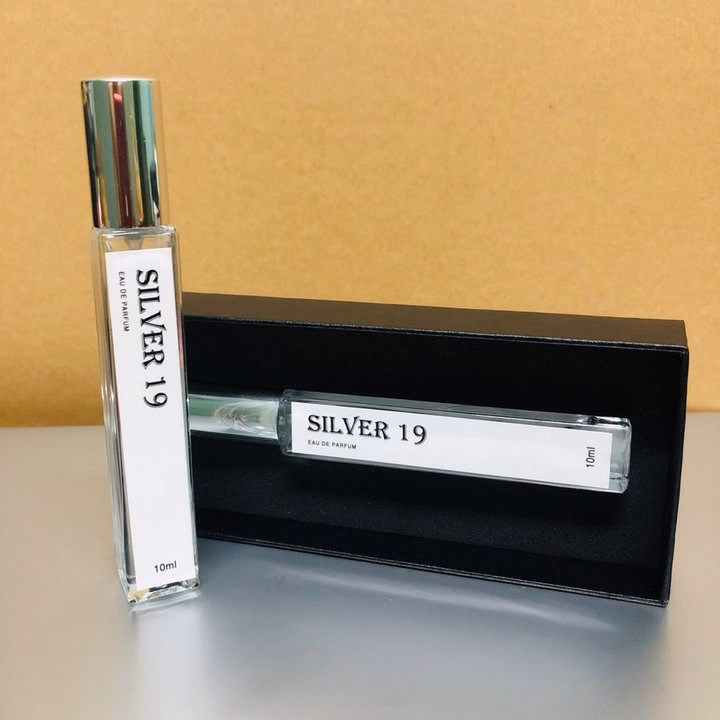 SILVER 19
EAU DE PARFUM
10ml
SILVER 19
EAU DE PARFUM
10ml